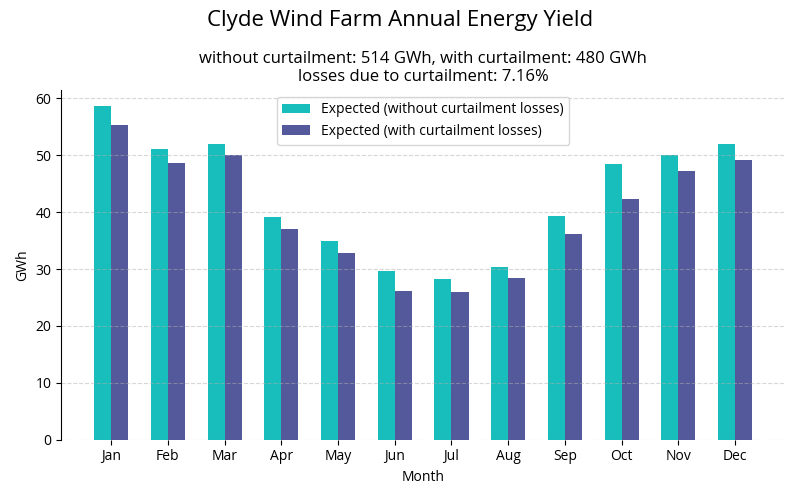 Clyde Wind Farm Annual Energy Yield
without curtailment: 514 GWh, with curtailment: 480 GWh
losses due to curtailment: 7.16%
Expected (without curtailment losses)
Expected (with curtailment losses)
GWh
60
50
40
30
20
10
0
Jan Feb Mar Apr May Jun Jul Aug Sep Oct Nov Dec
Month